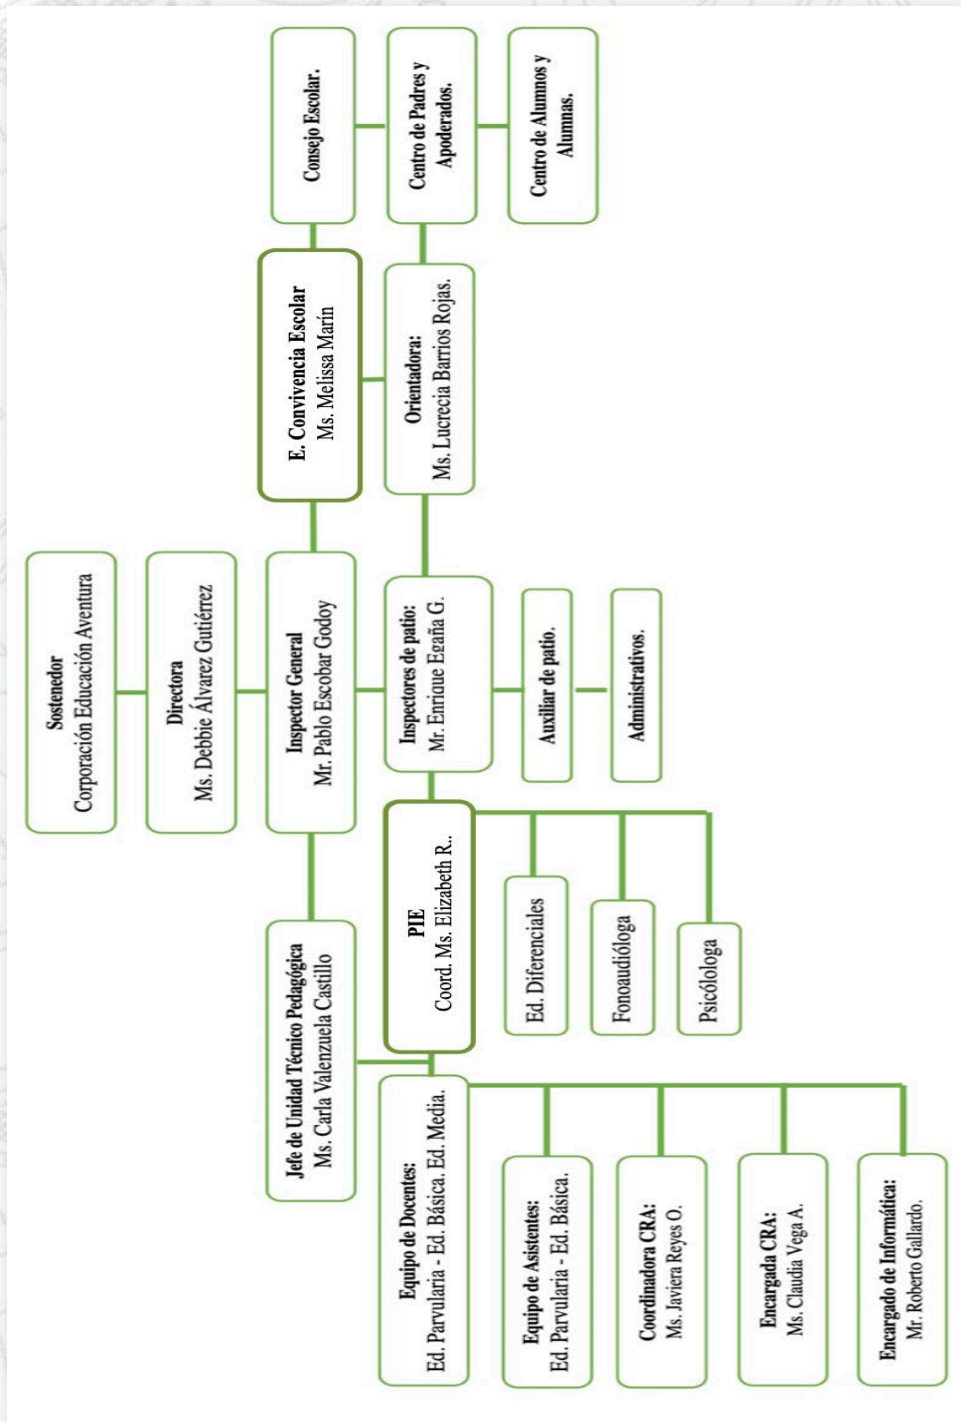 Sostenedor
Corporación Educación Aventura
Directora
Ms. Debbie Álvarez Gutiérrez
Jefe de Unidad Técnico Pedagógica
Ms. Carla Valenzuela Castillo
Inspector General
Mr. Pablo Escobar Godoy
E. Convivencia Escolar
Ms. Melissa Marín
Consejo Escolar.
Equipo de Docentes:
Ed. Parvularia - Ed. Básica. Ed. Media.
PIE
Coord. Ms. Elizabeth R..
Inspectores de patio:
Mr. Enrique Egaña G.
Orientadora:
Ms. Lucrecia Barrios Rojas.
Centro de Padres y
Apoderados.
Equipo de Asistentes:
Ed. Parvularia - Ed. Básica.
Ed. Diferenciales
Auxiliar de patio.
Centro de Alumnos y
Alumnas.
Coordinadora CRA:
Ms. Javiera Reyes O.
Fonoaudióloga
Administrativos.
Psicólologa
Encargada CRA:
Ms. Claudia Vega A.
Encargado de Informática:
Mr. Roberto Gallardo.